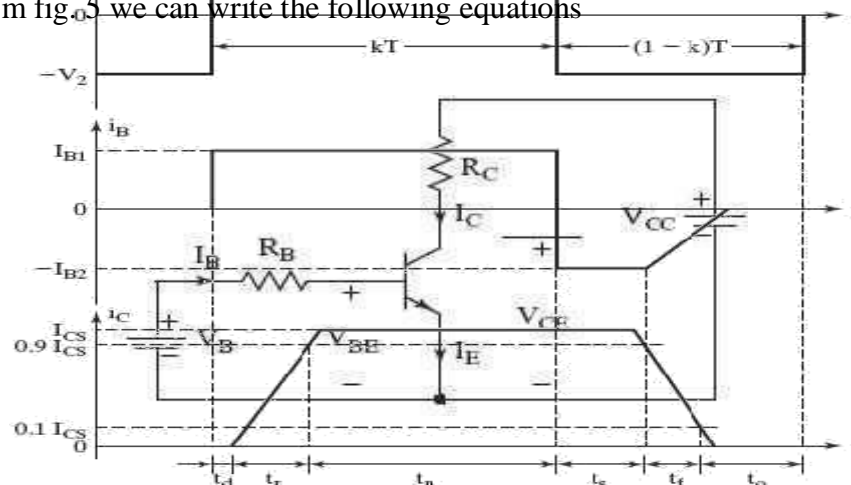 m fig. 5 we can write the following equations
0
kT
(1 − k)T
−V2
iB
IB1
RC
0
IC
VCC
+
−
+
IB
RB
−IB2
+
iC
+
−
VB
VBE
VCE
ICS
0.9 ICS
IE
−
−
0.1 ICS
0
td
tr
tn
ts
tf
to